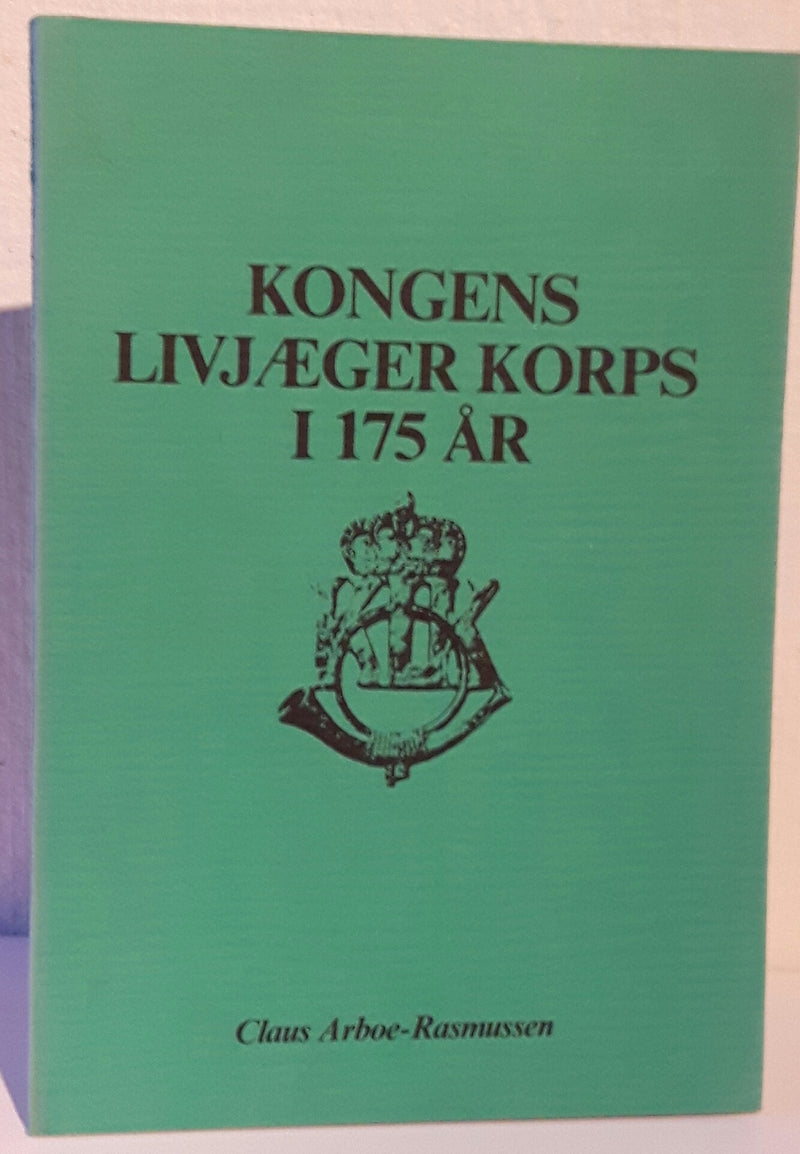 KONGENS
LIVJÆGER KORPS
I 175 ÅR
Claus Arboe-Rasmussen